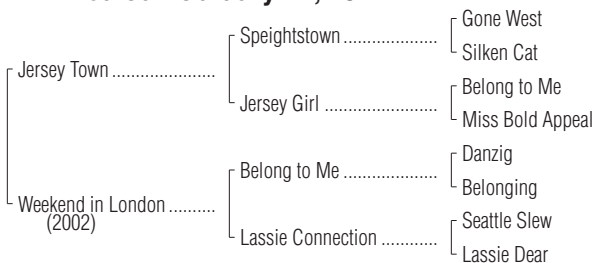 Gone West
Speightstown
Silken Cat
Jersey Town
Belong to Me
Jersey Girl
Miss Bold Appeal
Danzig
Belong to Me
Belonging
Weekend in London
(2002)
Seattle Slew
Lassie Connection
Lassie Dear